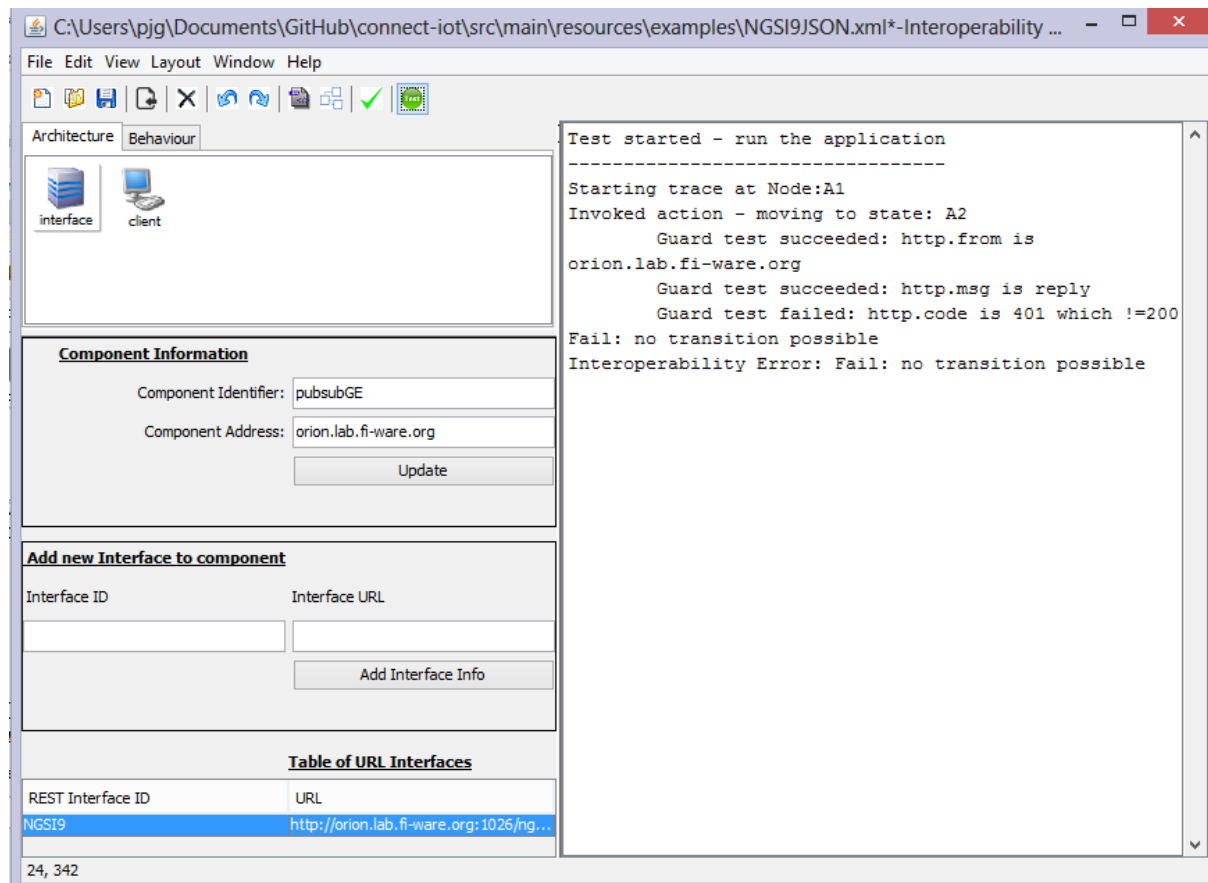 C:\Users\pjg\Documents\GitHub\connect-iot\src\main\resources\examples\NGSI9JSON.xml*-Interoperability ...
File Edit View Layout Window Help
Test
Architecture Behaviour
interface client
Component Information
Component Identifier: pubsubGE
Component Address: orion.lab.fi-ware.org
Update
Add new Interface to component
Interface ID Interface URL
Add Interface Info
Table of URL Interfaces
REST Interface ID URL
NGSI9 http://orion.lab.fi-ware.org:1026/ng...
24, 342
Test started - run the application
----------------------------------
Starting trace at Node:A1
Invoked action - moving to state: A2
Guard test succeeded: http.from is
orion.lab.fi-ware.org
Guard test succeeded: http.msg is reply
Guard test failed: http.code is 401 which !=200
Fail: no transition possible
Interoperability Error: Fail: no transition possible